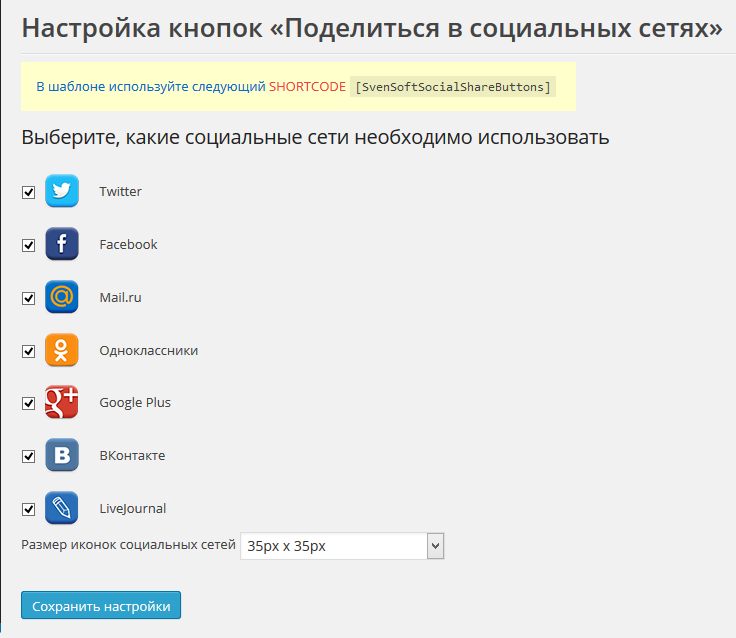 Настройка кнопок «Поделиться в социальных сетях»
В шаблоне используйте следующий SHORTCODE [SvenSoftSocialShareButtons]
Выберите, какие социальные сети необходимо использовать
Twitter
Facebook
Mail.ru
Одноклассники
Google Plus
ВКонтакте
LiveJournal
Размер иконок социальных сетей 35px x 35px
Сохранить настройки